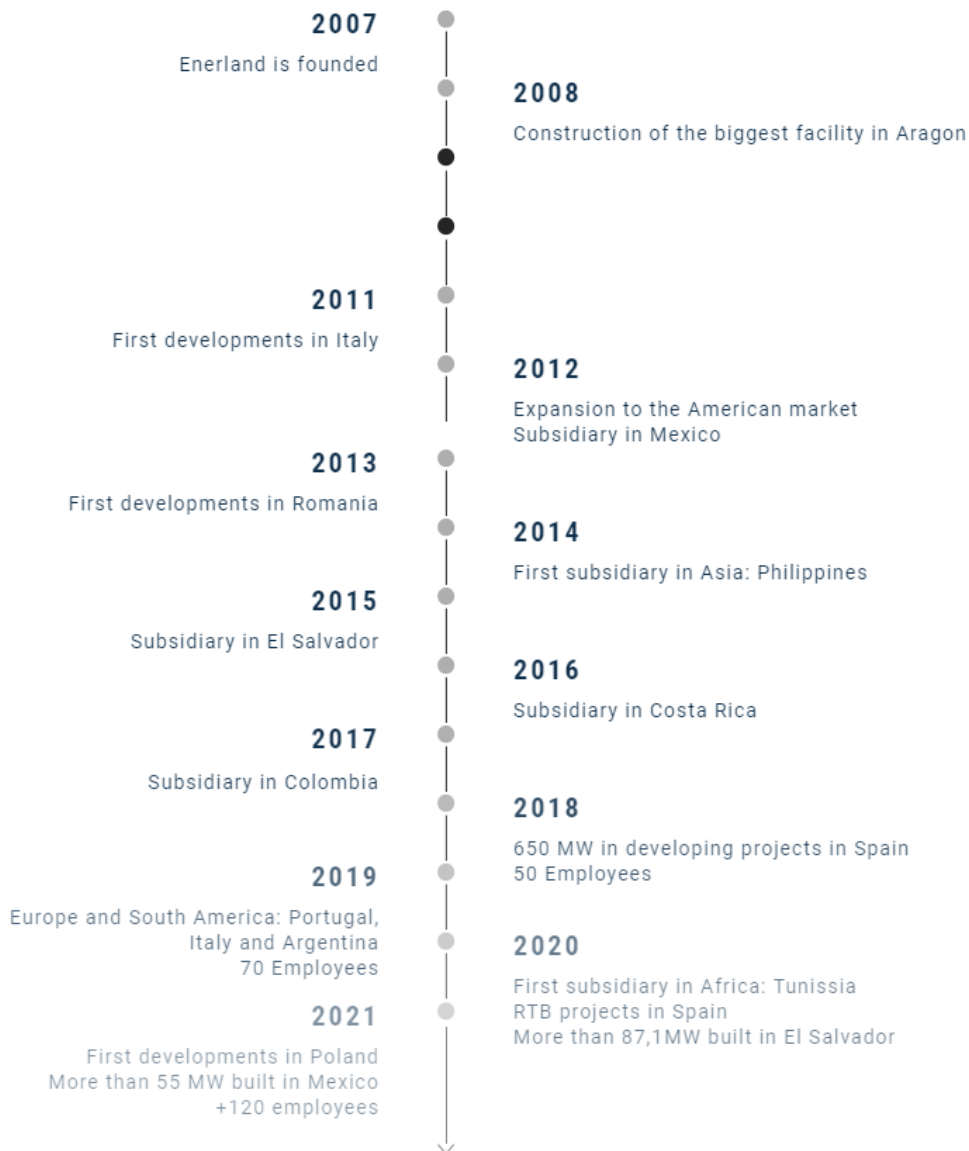 2007
Enerland is founded
2008
Construction of the biggest facility in Aragon
2011
First developments in Italy
2012
Expansion to the American market
Subsidiary in Mexico
2013
First developments in Romania
2014
First subsidiary in Asia: Philippines
2015
Subsidiary in El Salvador
2016
Subsidiary in Costa Rica
2017
Subsidiary in Colombia
2018
650 MW in developing projects in Spain
50 Employees
2019
Europe and South America: Portugal,
Italy and Argentina
70 Employees
2020
First subsidiary in Africa: Tunissia
RTB projects in Spain
More than 87,1MW built in El Salvador
2021
First developments in Poland
More than 55 MW built in Mexico
+120 employees